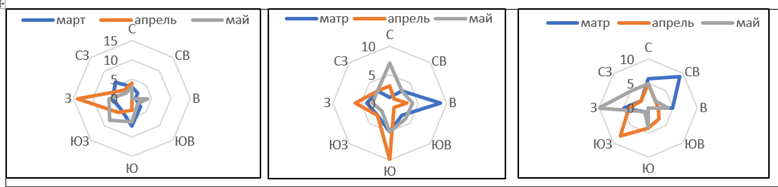 март апрель май
С
15
10
5
0
СЗ СВ
З В
ЮЗ ЮВ
Ю
матр апрель май
С
10
5
0
СЗ СВ
З В
ЮЗ ЮВ
Ю
матр апрель май
С
10
5
0
СЗ СВ
З В
ЮЗ ЮВ
Ю